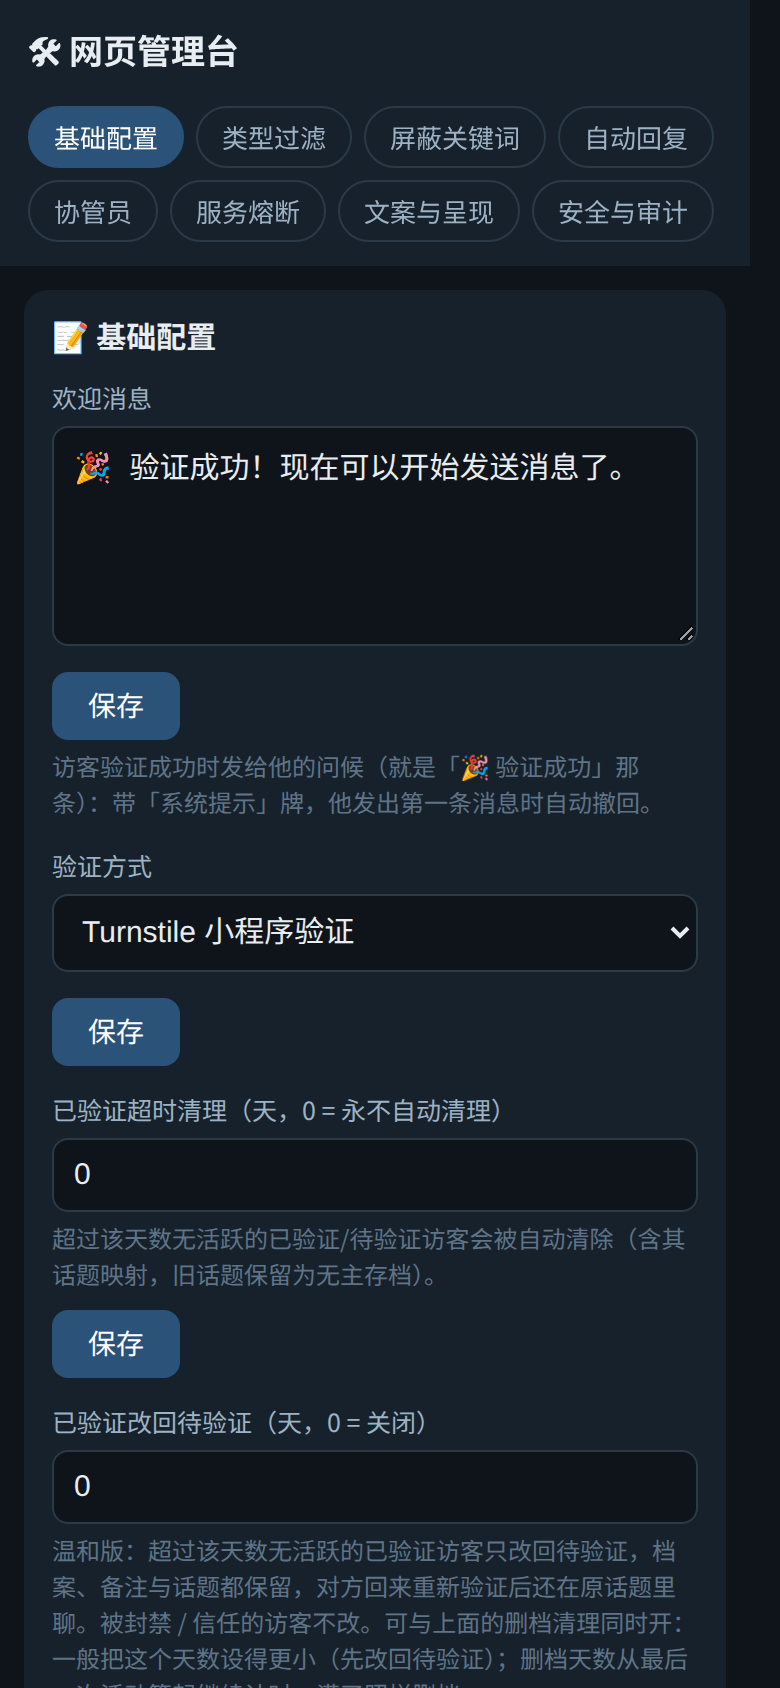 🛠 网页管理台
基础配置 类型过滤 屏蔽关键词 自动回复
协管员 服务熔断 文案与呈现 安全与审计
📝 基础配置
欢迎消息
🎉 验证成功！现在可以开始发送消息了。
保存
访客验证成功时发给他的问候（就是「🎉 验证成功」那
条）：带「系统提示」牌，他发出第一条消息时自动撤回。
验证方式
Turnstile 小程序验证
保存
已验证超时清理（天，0 = 永不自动清理）
0
超过该天数无活跃的已验证/待验证访客会被自动清除（含其
话题映射，旧话题保留为无主存档）。
保存
已验证改回待验证（天，0 = 关闭）
0
温和版：超过该天数无活跃的已验证访客只改回待验证，档
案、备注与话题都保留，对方回来重新验证后还在原话题里
聊。被封禁 / 信任的访客不改。可与上面的删档清理同时开：
一般把这个天数设得更小（先改回待验证）；删档天数从最后